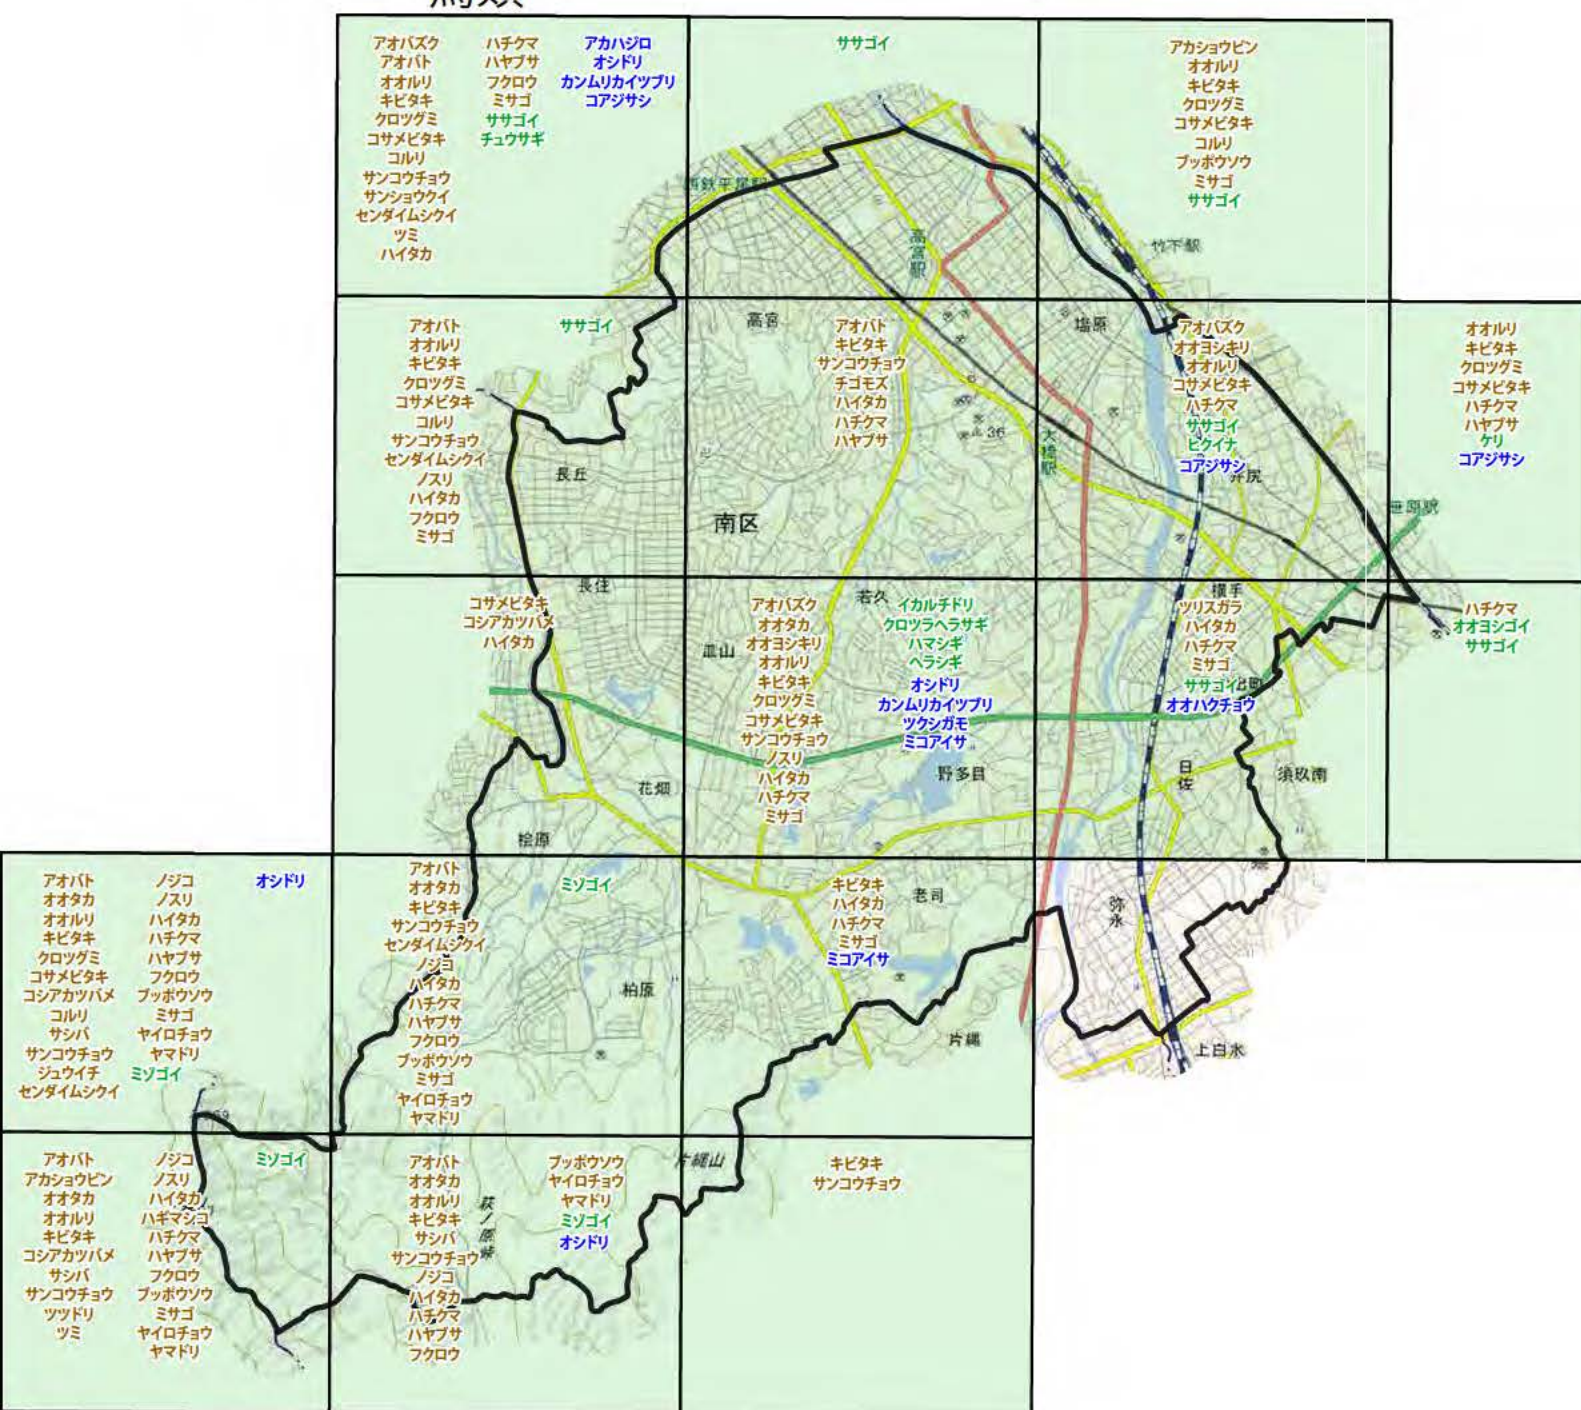 アオバズク
アオバト
オオルリ
キビタキ
クロツグミ
コサメビタキ
コルリ
サンコウチョウ
サンショウクイ
センダイムシクイ
ツミ
ハイタカ
ハチクマ
ハヤブサ
フクロウ
ミサゴ
ササゴイ
チュウサギ
アカハジロ
オシドリ
カンムリカイツブリ
コアジサシ
ササゴイ
高宮駅
アカショウビン
オオルリ
キビタキ
クロツグミ
コサメビタキ
コルリ
ブッポウソウ
ミサゴ
ササゴイ
竹下駅
アオバト
オオルリ
キビタキ
クロツグミ
コサメビタキ
コルリ
サンコウチョウ
センダイムシクイ
ノスリ
ハイタカ
フクロウ
ミサゴ
ササゴイ
長丘
高宮
アオバト
キビタキ
サンコウチョウ
チゴモズ
ハイタカ
ハチクマ
ハヤブサ
36
南区
塩原
大橋駅
アオバズク
オオヨシキリ
オオルリ
コサメビタキ
ハチクマ
ササゴイ
ヒクイナ
コアジサシ
井尻
オオルリ
キビタキ
クロツグミ
コサメビタキ
ハチクマ
ハヤブサ
ケリ
コアジサシ
笹原駅
長住
コサメビタキ
コシアカツバメ
ハイタカ
花畑
桧原
若久
皿山
アオバズク
オオタカ
オオヨシキリ
オオルリ
キビタキ
クロツグミ
コサメビタキ
サンコウチョウ
ノスリ
ハイタカ
ハチクマ
ミサゴ
イカルチドリ
クロツラヘラサギ
ハマシギ
ヘラシギ
オシドリ
カンムリカイツブリ
ツクシガモ
ミコアイサ
野多目
横手
ツリスガラ
ハイタカ
ハチクマ
ミサゴ
ササゴイ
オオハクチョウ
日佐
須玖南
ハチクマ
オオヨシゴイ
ササゴイ
アオバト
オオタカ
オオルリ
キビタキ
クロツグミ
コサメビタキ
コシアカツバメ
コルリ
サシバ
サンコウチョウ
ジュウイチ
センダイムシクイ
ノジコ
ノスリ
ハイタカ
ハチクマ
ハヤブサ
フクロウ
ブッポウソウ
ミサゴ
ヤイロチョウ
ヤマドリ
ミゾゴイ
オシドリ
アオバト
オオタカ
キビタキ
サンコウチョウ
センダイムシクイ
ノジコ
ハイタカ
ハチクマ
ハヤブサ
フクロウ
ブッポウソウ
ミサゴ
ヤイロチョウ
ヤマドリ
ミゾゴイ
柏原
キビタキ
ハイタカ
ハチクマ
ミサゴ
ミコアイサ
老司
片縄
弥永
上白水
アオバト
アカショウビン
オオタカ
オオルリ
キビタキ
コシアカツバメ
サシバ
サンコウチョウ
ツツドリ
ツミ
ノジコ
ノスリ
ハイタカ
ハギマシコ
ハチクマ
ハヤブサ
フクロウ
ブッポウソウ
ミサゴ
ヤイロチョウ
ヤマドリ
ミゾゴイ
アオバト
オオタカ
オオルリ
キビタキ
サシバ
サンコウチョウ
ノジコ
ハイタカ
ハチクマ
ハヤブサ
フクロウ
荻ノ原峠
ブッポウソウ
ヤイロチョウ
ヤマドリ
ミゾゴイ
オシドリ
片縄山
キビタキ
サンコウチョウ